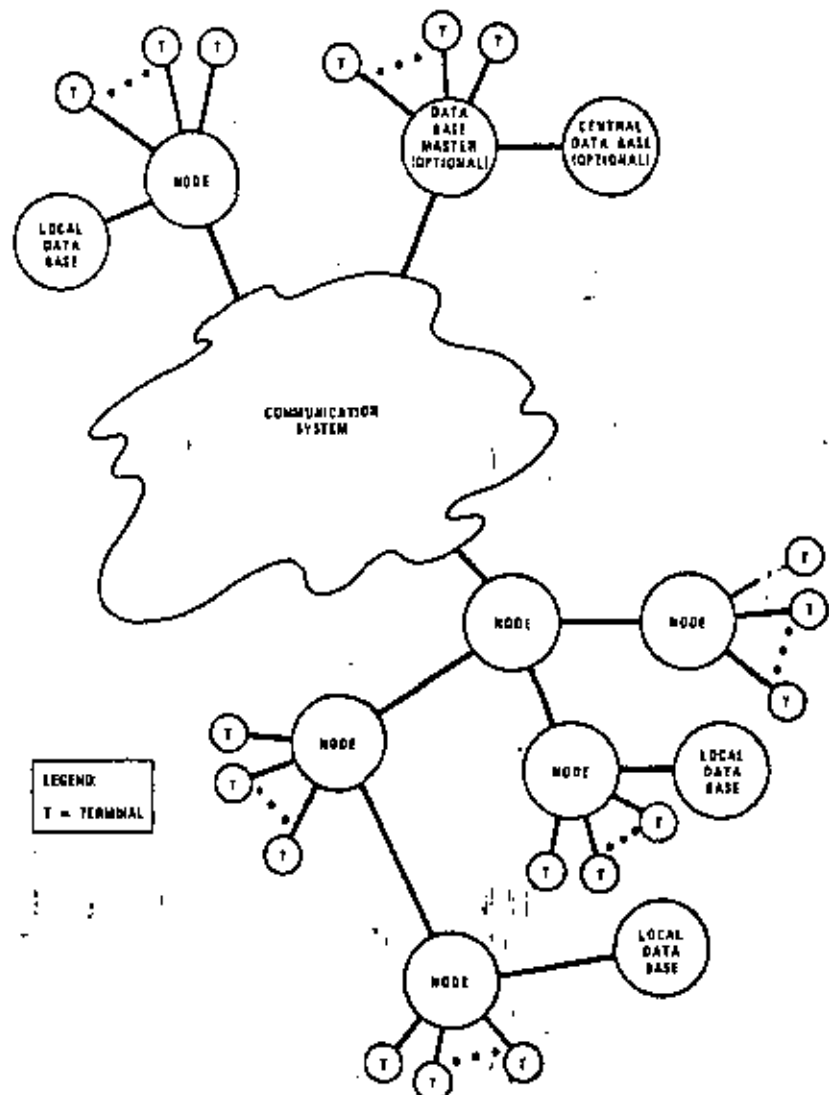 T
T
T
T
T
T
DATA
BASE
MASTER
(OPTIONAL)
CENTRAL
DATA BASE
(OPTIONAL)
NODE
LOCAL
DATA
BASE
COMMUNICATION
SYSTEM
T
T
T
NODE
NODE
T
T
T
NODE
NODE
LOCAL
DATA
BASE
T
T
T
LEGEND:
T = TERMINAL
LOCAL
DATA
BASE
NODE
T
T
T